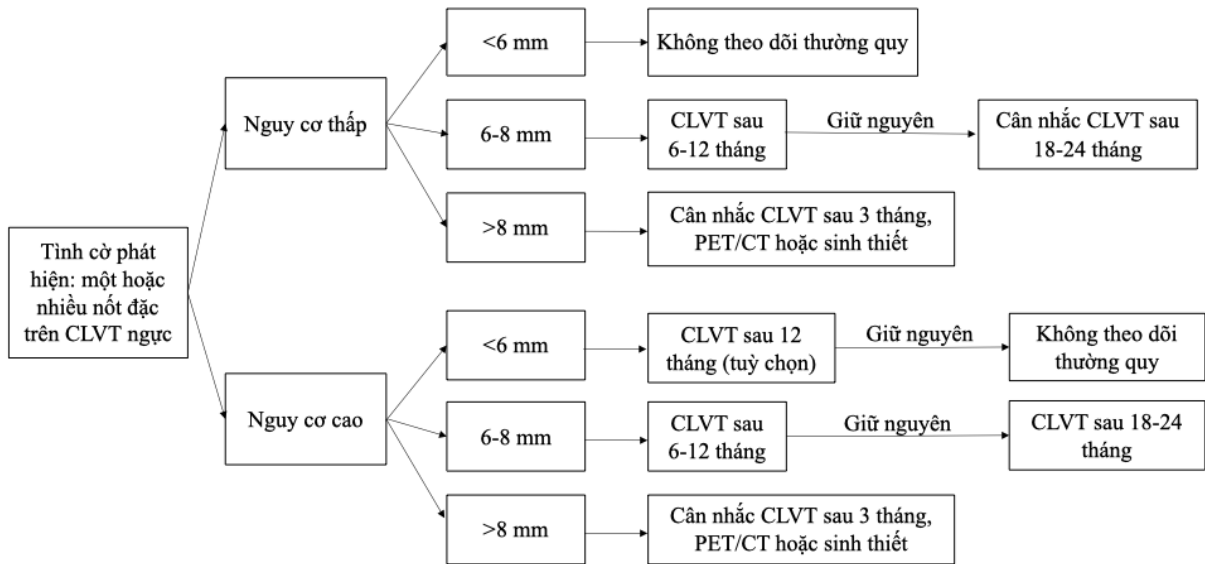 Tình cờ phát
hiện: một hoặc
nhiều nốt đặc
trên CLVT ngực
Nguy cơ thấp
<6 mm
Không theo dõi thường quy
6-8 mm
CLVT sau
6-12 tháng
Giữ nguyên
Cân nhắc CLVT sau
18-24 tháng
>8 mm
Cân nhắc CLVT sau 3 tháng,
PET/CT hoặc sinh thiết
Nguy cơ cao
<6 mm
CLVT sau 12
tháng (tuỳ chọn)
Giữ nguyên
Không theo dõi
thường quy
6-8 mm
CLVT sau
6-12 tháng
Giữ nguyên
CLVT sau 18-24
tháng
>8 mm
Cân nhắc CLVT sau 3 tháng,
PET/CT hoặc sinh thiết